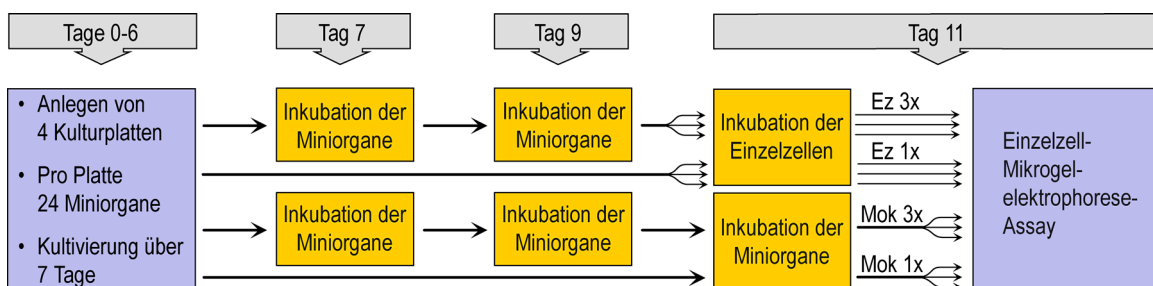 Tage 0-6
Tag 7
Tag 9
Tag 11
• Anlegen von
4 Kulturplatten
• Pro Platte
24 Miniorgane
• Kultivierung über
7 Tage
Inkubation der
Miniorgane
Inkubation der
Miniorgane
Inkubation der
Miniorgane
Inkubation der
Miniorgane
Inkubation der
Einzelzellen
Inkubation der
Miniorgane
Ez 3x
Ez 1x
Mok 3x
Mok 1x
Einzelzell-
Mikrogel-
elektrophorese-
Assay